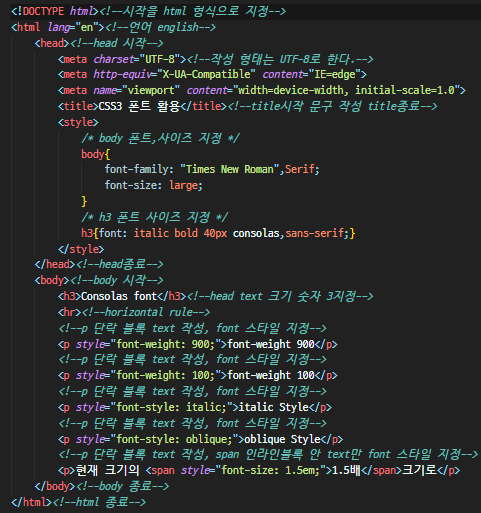 <!DOCTYPE html><!--시작을 html 형식으로 지정-->
<html lang="en"><!--언어 english-->
<head><!--head 시작-->
<meta charset="UTF-8"><!--작성 형태는 UTF-8로 한다.-->
<meta http-equiv="X-UA-Compatible" content="IE=edge">
<meta name="viewport" content="width=device-width, initial-scale=1.0">
<title>CSS3 폰트 활용</title><!--title시작 문구 작성 title종료-->
<style>
/* body 폰트,사이즈 지정 */
body{
font-family: "Times New Roman",Serif;
font-size: large;
}
/* h3 폰트 사이즈 지정 */
h3{font: italic bold 40px consolas,sans-serif;}
</style>
</head><!--head종료-->
<body><!--body 시작-->
<h3>Consolas font</h3><!--head text 크기 숫자 3지정-->
<hr><!--horizontal rule-->
<!--p 단락 블록 text 작성, font 스타일 지정-->
<p style="font-weight: 900;">font-weight 900</p>
<!--p 단락 블록 text 작성, font 스타일 지정-->
<p style="font-weight: 100;">font-weight 100</p>
<!--p 단락 블록 text 작성, font 스타일 지정-->
<p style="font-style: italic;">italic Style</p>
<!--p 단락 블록 text 작성, font 스타일 지정-->
<p style="font-style: oblique;">oblique Style</p>
<!--p 단락 블록 text 작성, span 인라인블록 안 text만 font 스타일 지정-->
<p>현재 크기의 <span style="font-size: 1.5em;">1.5배</span>크기로</p>
</body><!--body 종료-->
</html><!--html 종료-->